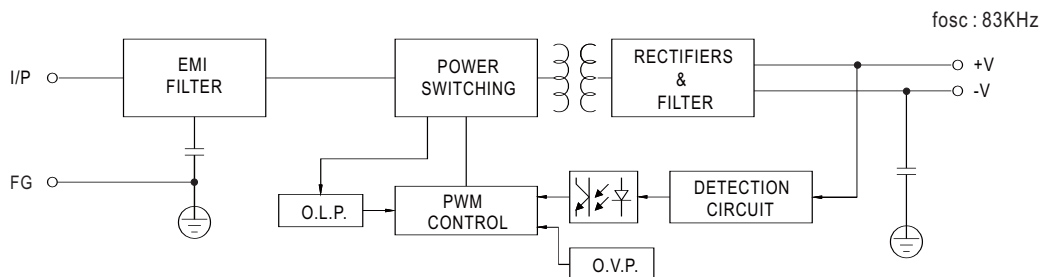 fosc : 83KHz
I/P
EMI
FILTER
POWER
SWITCHING
RECTIFIERS
&
FILTER
+V
-V
FG
O.L.P.
PWM
CONTROL
DETECTION
CIRCUIT
O.V.P.